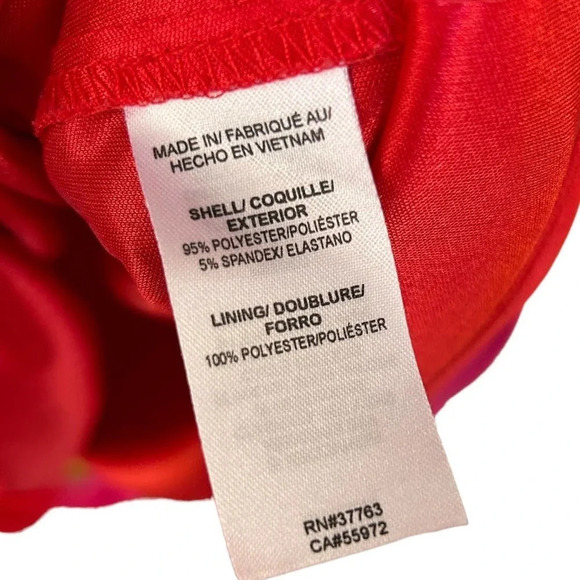 MADE IN/ FABRIQUÉ AU/
HECHO EN VIETNAM
SHELL/ COQUILLE/
EXTERIOR
95% POLYESTER/POLIÉSTER
5% SPANDEX/ ELASTANO
LINING/ DOUBLURE/
FORRO
100% POLYESTER/POLIÉSTER
RN#37763
CA#55972